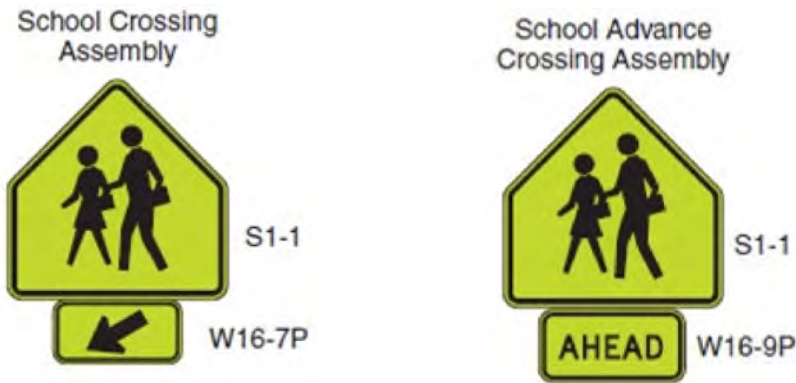 School Crossing
Assembly
S1-1
W16-7P
School Advance
Crossing Assembly
S1-1
AHEAD
W16-9P